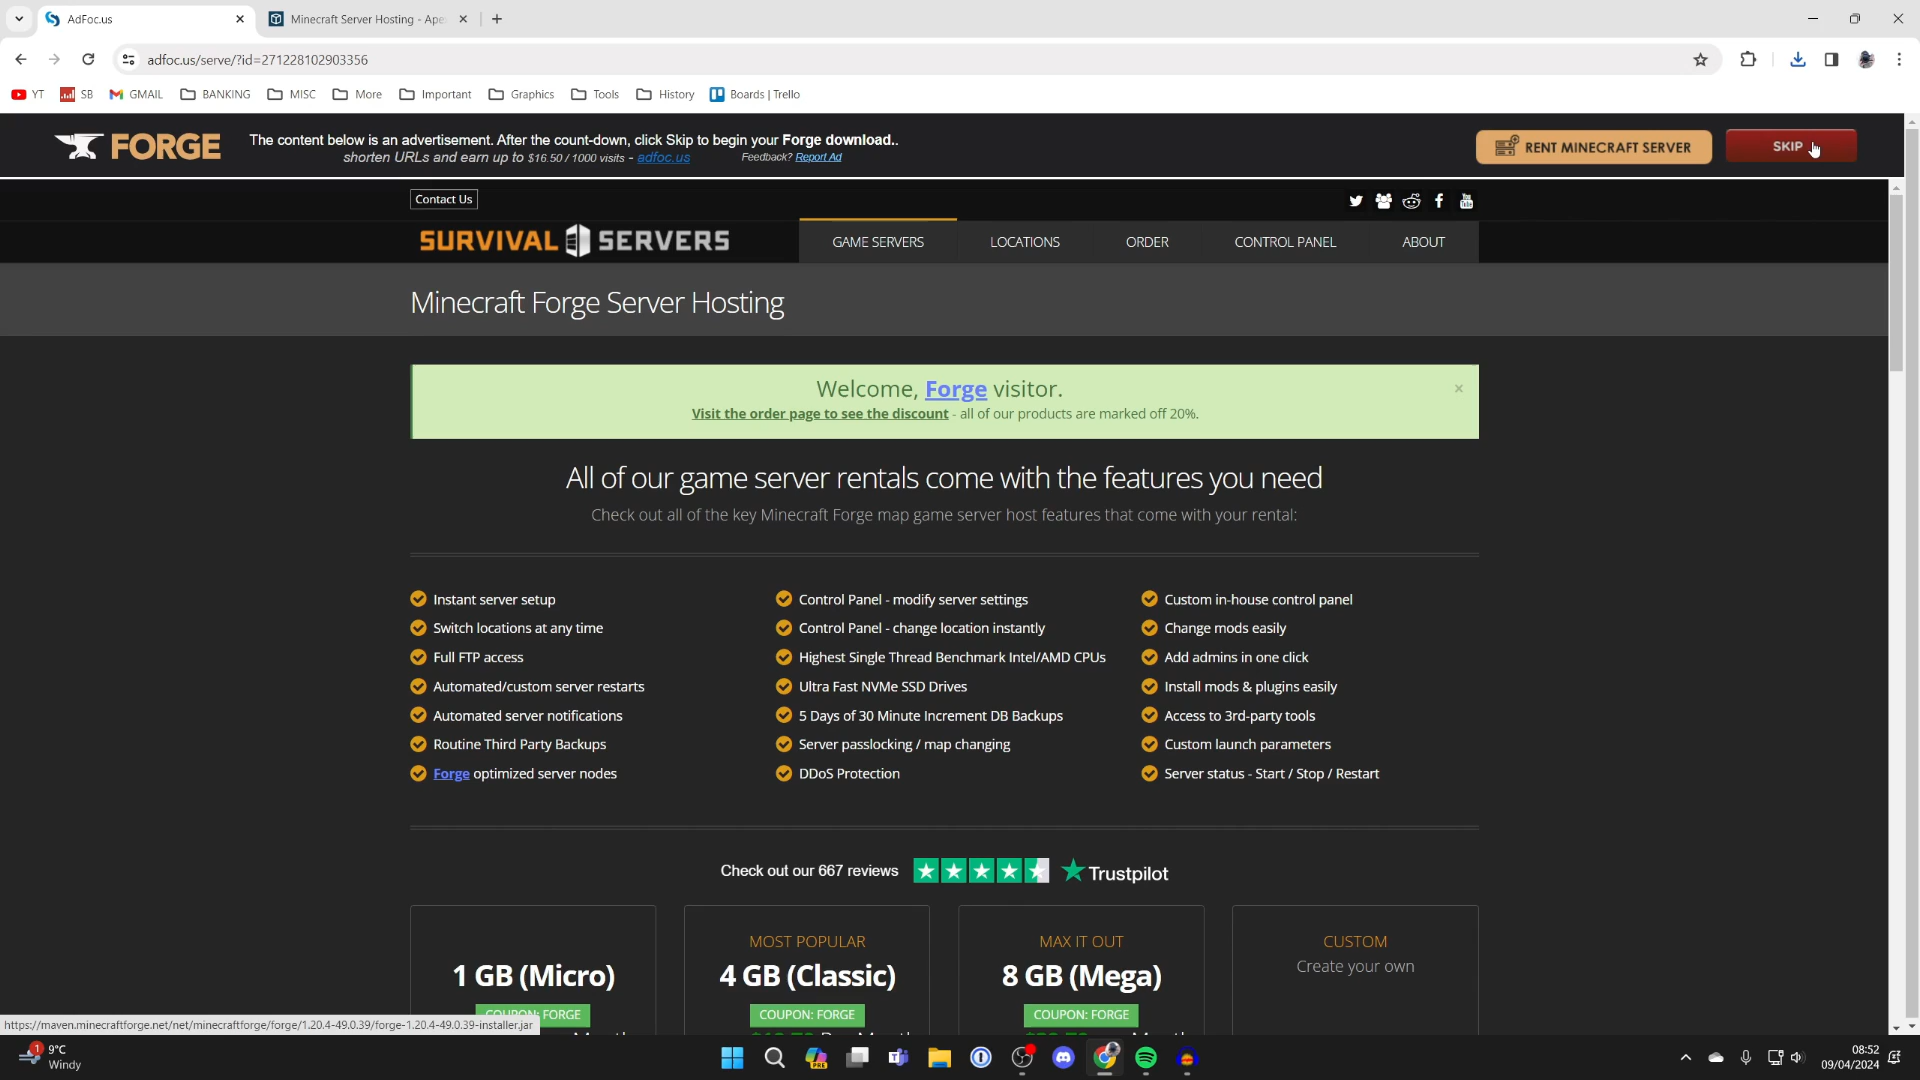 AdFoc.us
Minecraft Server Hosting - Ape
adfoc.us/serve/?id=271228102903356
YT SB GMAIL BANKING MISC More Important Graphics Tools History Boards | Trello
FORGE
The content below is an advertisement. After the count-down, click Skip to begin your Forge download..
shorten URLs and earn up to $16.50 / 1000 visits - adfoc.us Feedback? Report Ad
RENT MINECRAFT SERVER
SKIP
Contact Us
SURVIVAL SERVERS
GAME SERVERS LOCATIONS ORDER CONTROL PANEL ABOUT
Minecraft Forge Server Hosting
Welcome, Forge visitor.
Visit the order page to see the discount - all of our products are marked off 20%.
All of our game server rentals come with the features you need
Check out all of the key Minecraft Forge map game server host features that come with your rental:
Instant server setup
Switch locations at any time
Full FTP access
Automated/custom server restarts
Automated server notifications
Routine Third Party Backups
Forge optimized server nodes
Control Panel - modify server settings
Control Panel - change location instantly
Highest Single Thread Benchmark Intel/AMD CPUs
Ultra Fast NVMe SSD Drives
5 Days of 30 Minute Increment DB Backups
Server passlocking / map changing
DDoS Protection
Custom in-house control panel
Change mods easily
Add admins in one click
Install mods & plugins easily
Access to 3rd-party tools
Custom launch parameters
Server status - Start / Stop / Restart
Check out our 667 reviews Trustpilot
1 GB (Micro)
COUPON: FORGE
MOST POPULAR
4 GB (Classic)
COUPON: FORGE
MAX IT OUT
8 GB (Mega)
COUPON: FORGE
CUSTOM
Create your own
https://maven.minecraftforge.net/net/minecraftforge/forge/1.20.4-49.0.39/forge-1.20.4-49.0.39-installer.jar
1
9°C
Windy
PRE
08:52
09/04/2024